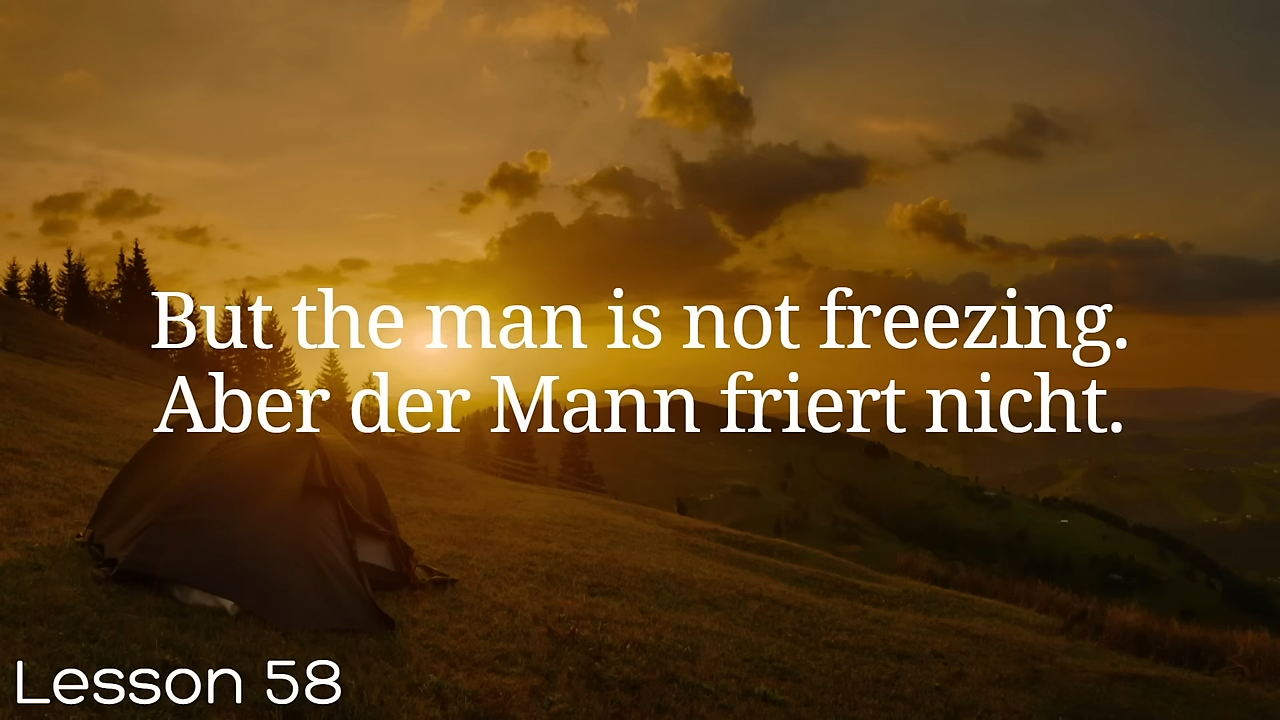 But the man is not freezing.
Aber der Mann friert nicht.
Lesson 58